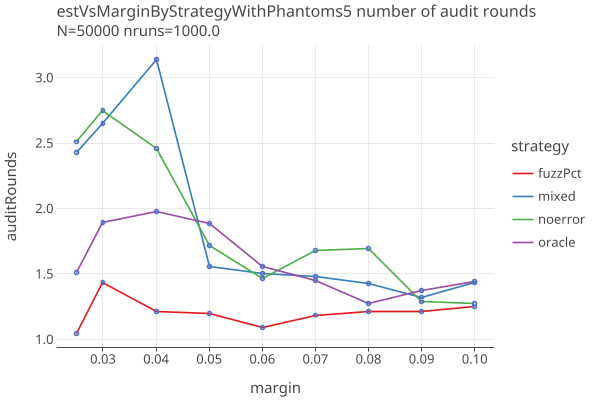 estVsMarginByStrategyWithPhantoms5 number of audit rounds
N=50000 nruns=1000.0
3.0
2.5
2.0
1.5
1.0
auditRounds
0.03 0.04 0.05 0.06 0.07 0.08 0.09 0.10
margin
strategy
fuzzPct
mixed
noerror
oracle